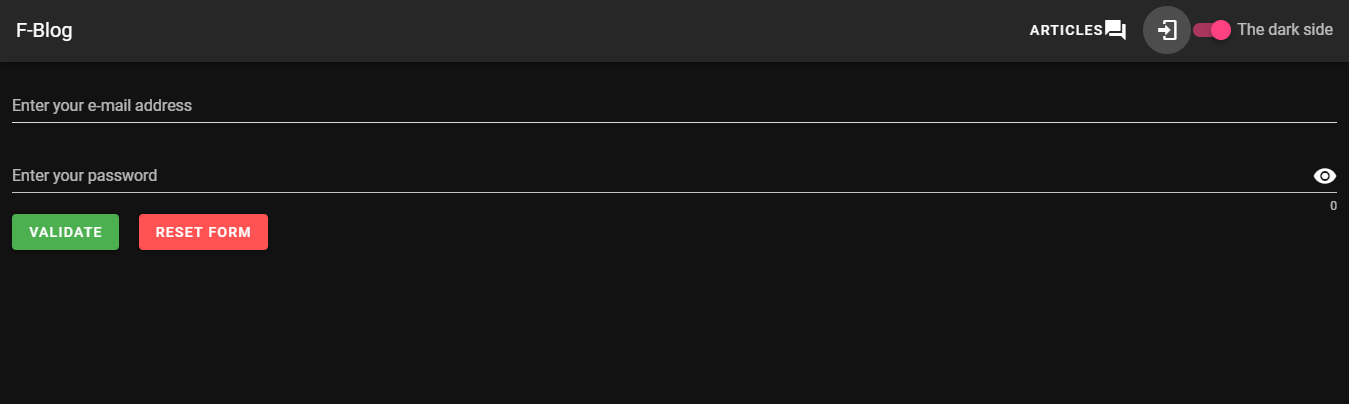 F-Blog ARTICLES The dark side
Enter your e-mail address
Enter your password
0
VALIDATE RESET FORM